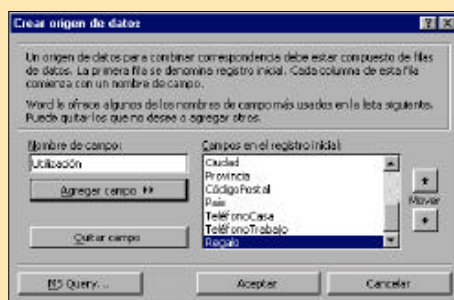 Crear origen de datos
Un origen de datos para combinar correspondencia debe estar compuesto de filas
de datos. La primera fila se denomina registro inicial. Cada columna de esta fila
comienza con un nombre de campo.
Word le ofrece algunos de los nombres de campo más usados en la lista siguiente.
Puede quitar los que no desee o agregar otros.
Nombre de campo:
Utilización
Agregar campo
Quitar campo
Campos en el registro inicial:
Ciudad
Provincia
CódigoPostal
País
TeléfonoCasa
TeléfonoTrabajo
Regalo
Mover
MS Query...
Aceptar
Cancelar